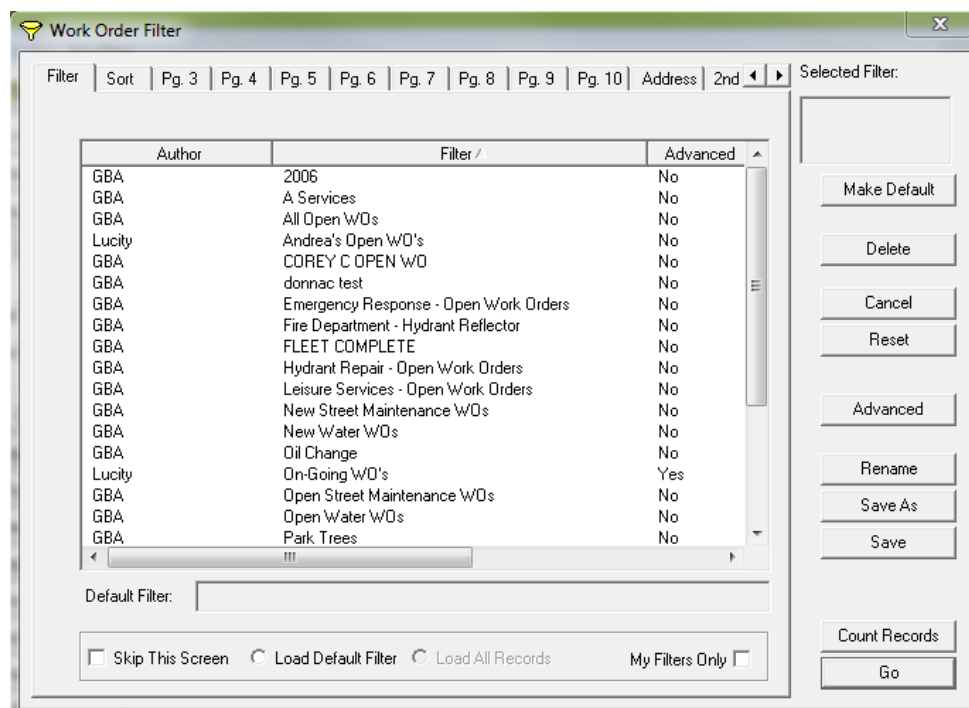 Work Order Filter
Filter Sort Pg. 3 Pg. 4 Pg. 5 Pg. 6 Pg. 7 Pg. 8 Pg. 9 Pg. 10 Address 2nd
Selected Filter:
Author Filter Advanced
GBA 2006 No
GBA A Services No
GBA All Open WOs No
Lucity Andrea's Open WO's No
GBA COREY C OPEN WO No
GBA donnac test No
GBA Emergency Response - Open Work Orders No
GBA Fire Department - Hydrant Reflector No
GBA FLEET COMPLETE No
GBA Hydrant Repair - Open Work Orders No
GBA Leisure Services - Open Work Orders No
GBA New Street Maintenance WOs No
GBA New Water WOs No
GBA Oil Change No
Lucity On-Going WO's Yes
GBA Open Street Maintenance WOs No
GBA Open Water WOs No
GBA Park Trees No
Default Filter:
Skip This Screen Load Default Filter Load All Records My Filters Only
Make Default
Delete
Cancel
Reset
Advanced
Rename
Save As
Save
Count Records
Go